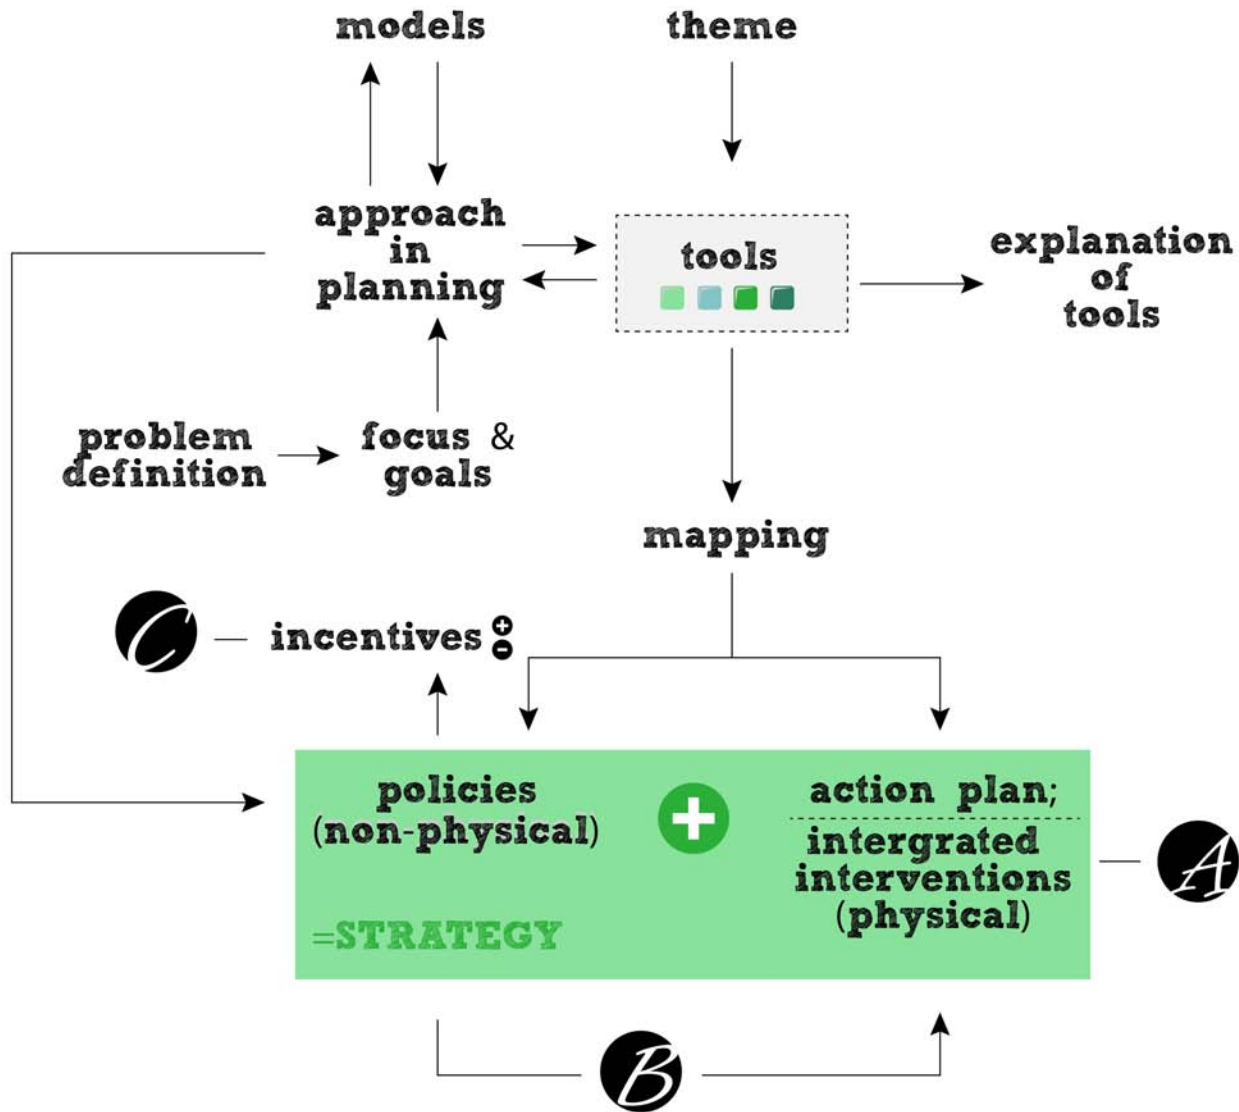 models
theme
approach
in
planning
tools
explanation
of
tools
problem
definition
focus &
goals
mapping
C
incentives
policies
(non-physical)
action plan;
intergrated
interventions
(physical)
A
=STRATEGY
B